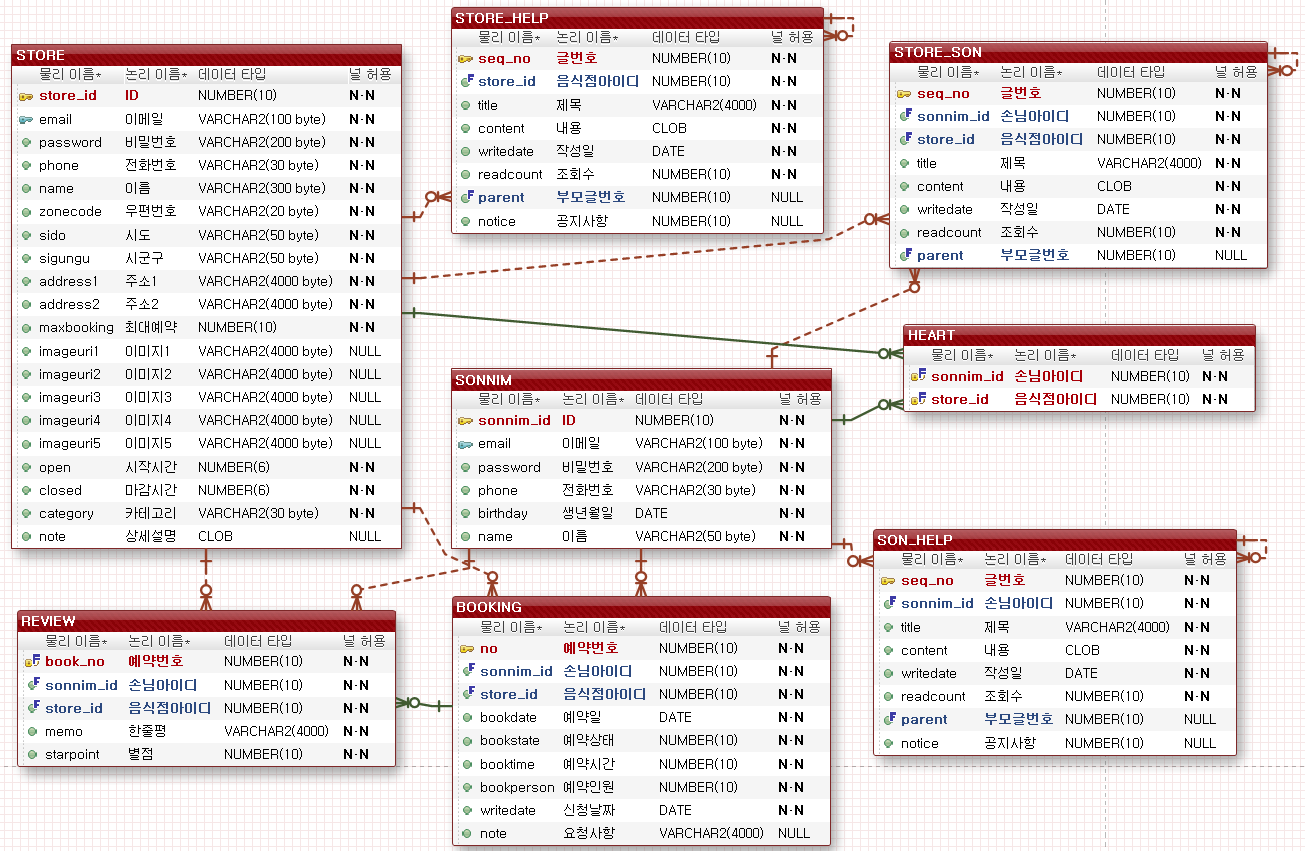 STORE
물리 이름* 논리 이름* 데이터 타입 널 허용
store_id ID NUMBER(10) N-N
email 이메일 VARCHAR2(100 byte) N-N
password 비밀번호 VARCHAR2(200 byte) N-N
phone 전화번호 VARCHAR2(30 byte) N-N
name 이름 VARCHAR2(300 byte) N-N
zonecode 우편번호 VARCHAR2(20 byte) N-N
sido 시도 VARCHAR2(50 byte) N-N
sigungu 시군구 VARCHAR2(50 byte) N-N
address1 주소1 VARCHAR2(4000 byte) N-N
address2 주소2 VARCHAR2(4000 byte) N-N
maxbooking 최대예약 NUMBER(10) N-N
imageuri1 이미지1 VARCHAR2(4000 byte) NULL
imageuri2 이미지2 VARCHAR2(4000 byte) NULL
imageuri3 이미지3 VARCHAR2(4000 byte) NULL
imageuri4 이미지4 VARCHAR2(4000 byte) NULL
imageuri5 이미지5 VARCHAR2(4000 byte) NULL
open 시작시간 NUMBER(6) N-N
closed 마감시간 NUMBER(6) N-N
category 카테고리 VARCHAR2(30 byte) N-N
note 상세설명 CLOB NULL
STORE_HELP
물리 이름* 논리 이름* 데이터 타입 널 허용
seq_no 글번호 NUMBER(10) N-N
store_id 음식점아이디 NUMBER(10) N-N
title 제목 VARCHAR2(4000) N-N
content 내용 CLOB N-N
writedate 작성일 DATE N-N
readcount 조회수 NUMBER(10) N-N
parent 부모글번호 NUMBER(10) NULL
notice 공지사항 NUMBER(10) NULL
STORE_SON
물리 이름* 논리 이름* 데이터 타입 널 허용
seq_no 글번호 NUMBER(10) N-N
sonnim_id 손님아이디 NUMBER(10) N-N
store_id 음식점아이디 NUMBER(10) N-N
title 제목 VARCHAR2(4000) N-N
content 내용 CLOB N-N
writedate 작성일 DATE N-N
readcount 조회수 NUMBER(10) N-N
parent 부모글번호 NUMBER(10) NULL
HEART
물리 이름* 논리 이름* 데이터 타입 널 허용
sonnim_id 손님아이디 NUMBER(10) N-N
store_id 음식점아이디 NUMBER(10) N-N
SONNIM
물리 이름* 논리 이름* 데이터 타입 널 허용
sonnim_id ID NUMBER(10) N-N
email 이메일 VARCHAR2(100 byte) N-N
password 비밀번호 VARCHAR2(200 byte) N-N
phone 전화번호 VARCHAR2(30 byte) N-N
birthday 생년월일 DATE N-N
name 이름 VARCHAR2(50 byte) N-N
SON_HELP
물리 이름* 논리 이름* 데이터 타입 널 허용
seq_no 글번호 NUMBER(10) N-N
sonnim_id 손님아이디 NUMBER(10) N-N
title 제목 VARCHAR2(4000) N-N
content 내용 CLOB N-N
writedate 작성일 DATE N-N
readcount 조회수 NUMBER(10) N-N
parent 부모글번호 NUMBER(10) NULL
notice 공지사항 NUMBER(10) NULL
REVIEW
물리 이름* 논리 이름* 데이터 타입 널 허용
book_no 예약번호 NUMBER(10) N-N
sonnim_id 손님아이디 NUMBER(10) N-N
store_id 음식점아이디 NUMBER(10) N-N
memo 한줄평 VARCHAR2(4000) N-N
starpoint 별점 NUMBER(10) N-N
BOOKING
물리 이름* 논리 이름* 데이터 타입 널 허용
no 예약번호 NUMBER(10) N-N
sonnim_id 손님아이디 NUMBER(10) N-N
store_id 음식점아이디 NUMBER(10) N-N
bookdate 예약일 DATE N-N
bookstate 예약상태 NUMBER(10) N-N
booktime 예약시간 NUMBER(10) N-N
bookperson 예약인원 NUMBER(10) N-N
writedate 신청날짜 DATE N-N
note 요청사항 VARCHAR2(4000) NULL